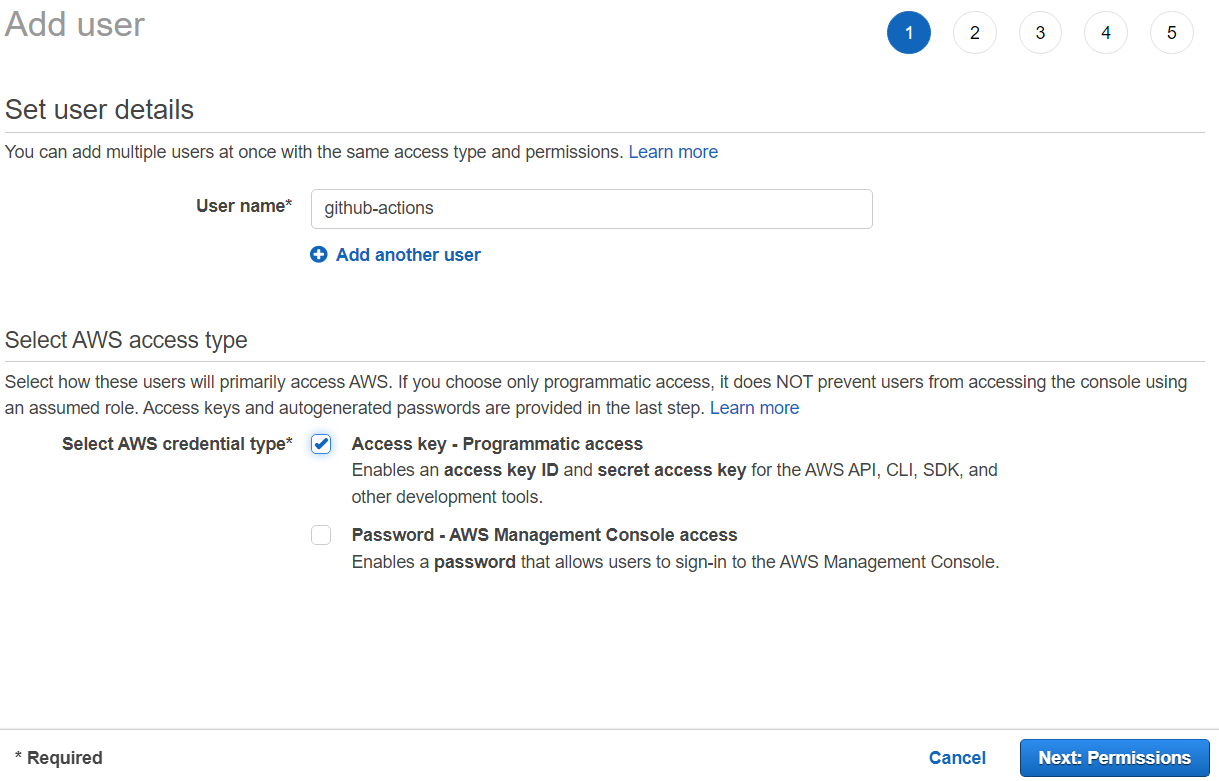 Add user
1 2 3 4 5
Set user details
You can add multiple users at once with the same access type and permissions. Learn more
User name*
github-actions
Add another user
Select AWS access type
Select how these users will primarily access AWS. If you choose only programmatic access, it does NOT prevent users from accessing the console using
an assumed role. Access keys and autogenerated passwords are provided in the last step. Learn more
Select AWS credential type*
Access key - Programmatic access
Enables an access key ID and secret access key for the AWS API, CLI, SDK, and
other development tools.
Password - AWS Management Console access
Enables a password that allows users to sign-in to the AWS Management Console.
* Required
Cancel
Next: Permissions